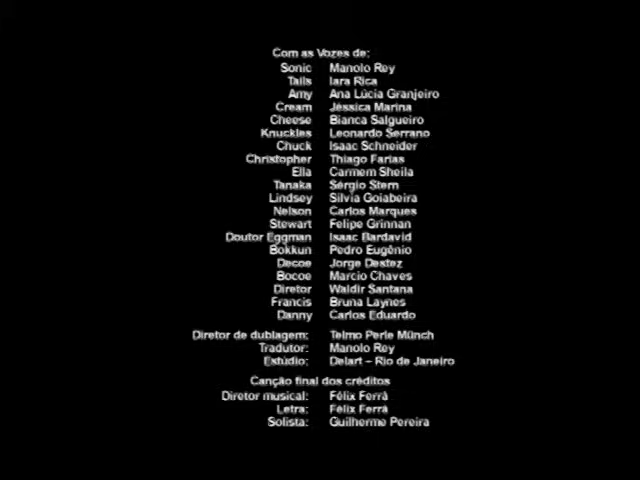 Com as Vozes de:
Sonic Manolo Rey
Tails Iara Rica
Amy Ana Lúcia Granjeiro
Cream Jéssica Marina
Cheese Bianca Salgueiro
Knuckles Leonardo Serrano
Chuck Isaac Schneider
Christopher Thiago Farias
Ella Carmem Sheila
Tanaka Sérgio Stern
Lindsey Silvia Goiabeira
Nelson Carlos Marques
Stewart Felipe Grinnan
Doutor Eggman Isaac Bardavid
Bokkun Pedro Eugênio
Decoe Jorge Destez
Bocoe Marcio Chaves
Diretor Waldir Santana
Francis Bruna Laynes
Danny Carlos Eduardo
Diretor de dublagem: Telmo Perle Münch
Tradutor: Manolo Rey
Estúdio: Delart – Rio de Janeiro
Canção final dos créditos
Diretor musical: Félix Ferrà
Letra: Félix Ferrà
Solista: Guilherme Pereira